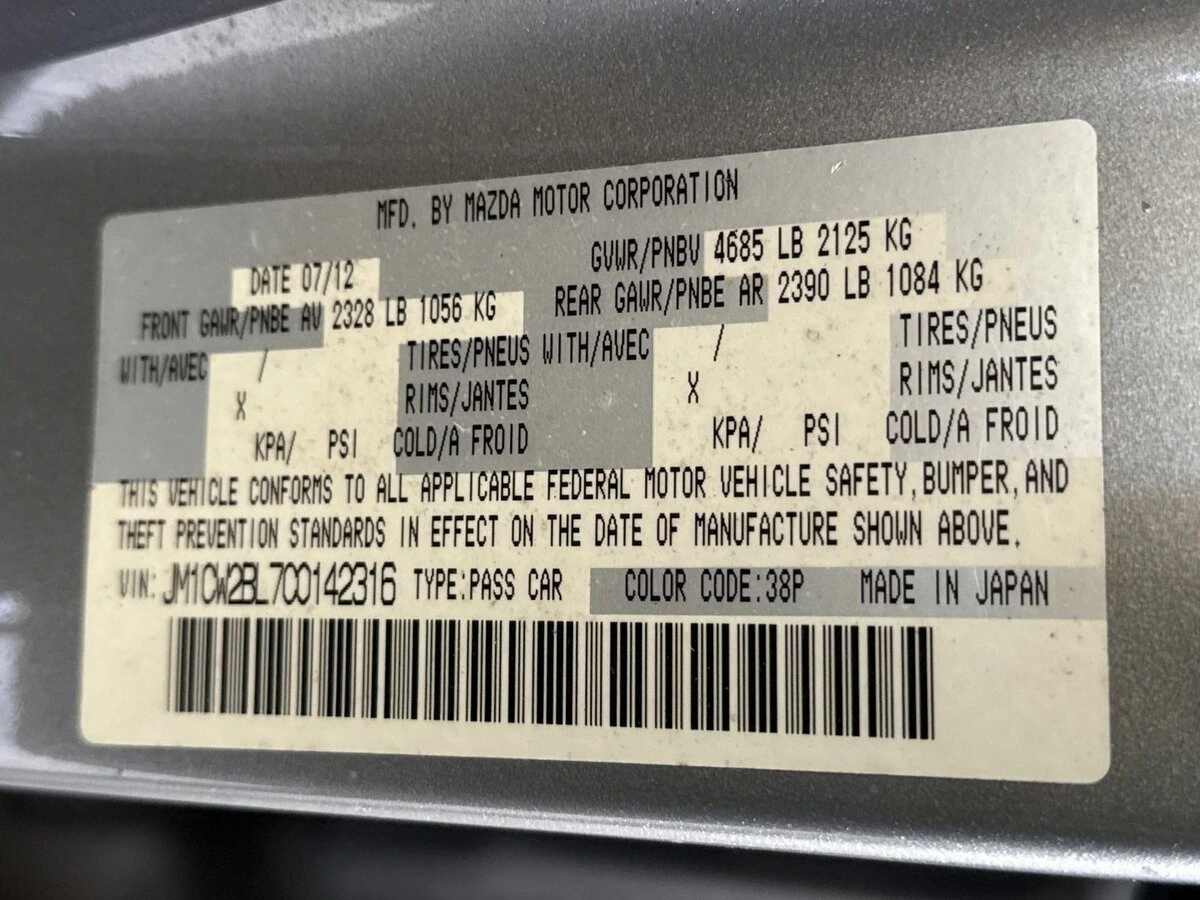 MFD. BY MAZDA MOTOR CORPORATION
DATE 07/12 GVWR/PNBV 4685 LB 2125 KG
FRONT GAWR/PNBE AV 2328 LB 1056 KG REAR GAWR/PNBE AR 2390 LB 1084 KG
WITH/AVEC / TIRES/PNEUS WITH/AVEC / TIRES/PNEUS
X RIMS/JANTES X RIMS/JANTES
KPA/ PSI COLD/A FROID KPA/ PSI COLD/A FROID
THIS VEHICLE CONFORMS TO ALL APPLICABLE FEDERAL MOTOR VEHICLE SAFETY, BUMPER, AND
THEFT PREVENTION STANDARDS IN EFFECT ON THE DATE OF MANUFACTURE SHOWN ABOVE.
VIN: JM1CW2BL7C0142316 TYPE:PASS CAR COLOR CODE:38P MADE IN JAPAN